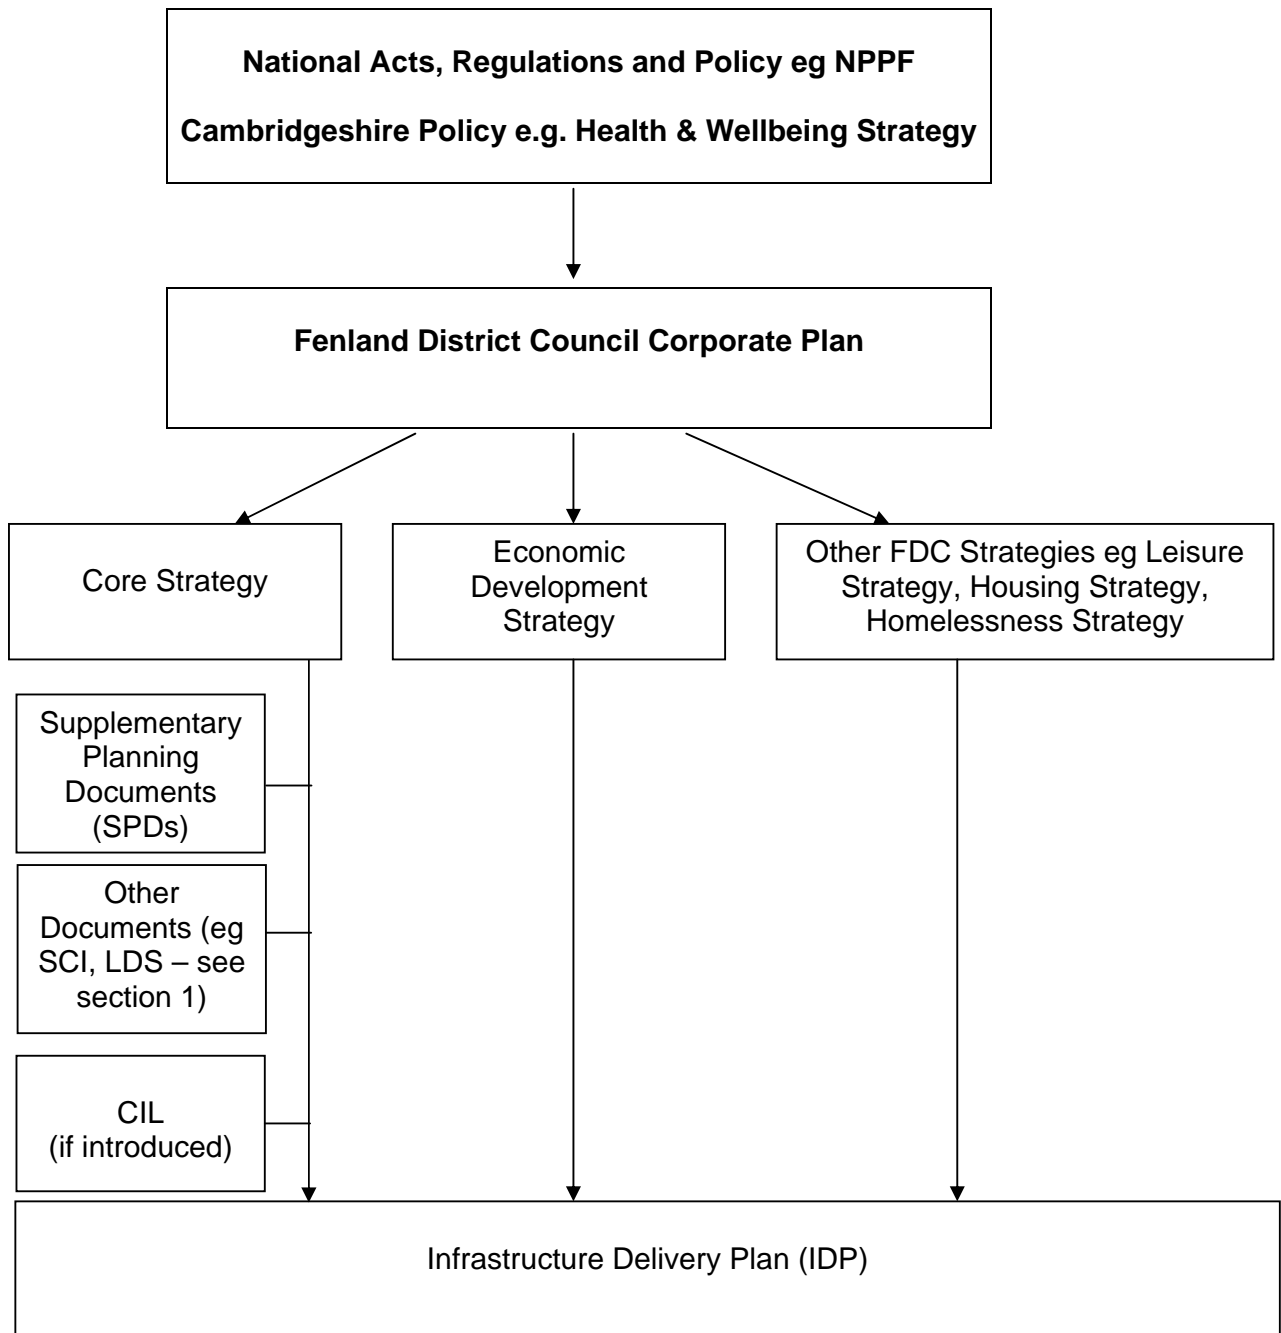 National Acts, Regulations and Policy eg NPPF
Cambridgeshire Policy e.g. Health & Wellbeing Strategy
Fenland District Council Corporate Plan
Core Strategy
Economic
Development
Strategy
Other FDC Strategies eg Leisure
Strategy, Housing Strategy,
Homelessness Strategy
Supplementary
Planning
Documents
(SPDs)
Other
Documents (eg
SCI, LDS – see
section 1)
CIL
(if introduced)
Infrastructure Delivery Plan (IDP)